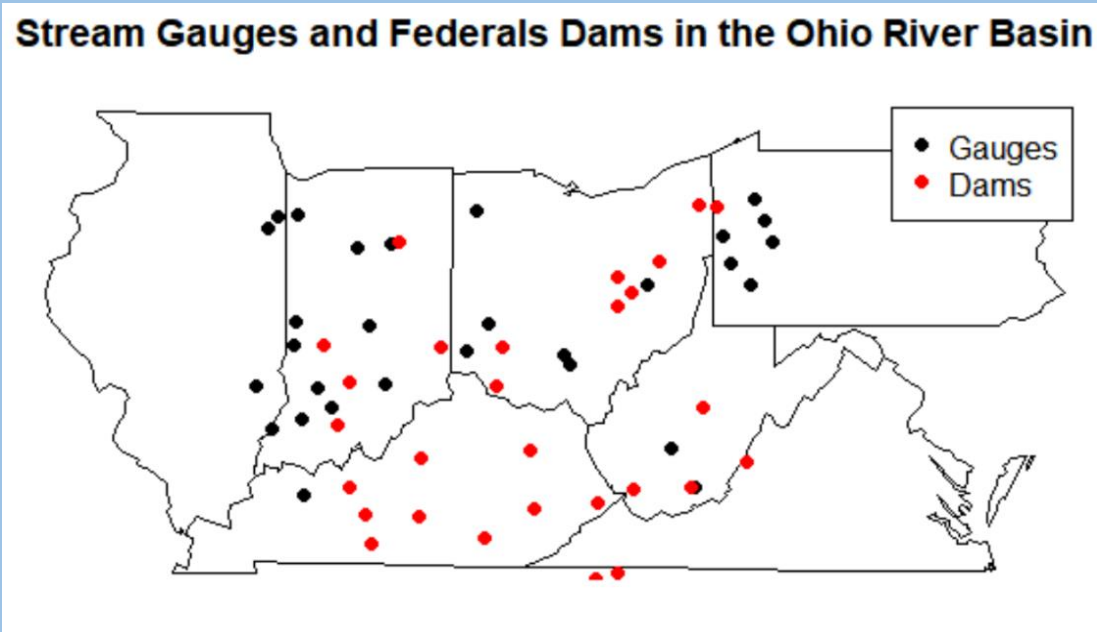 Stream Gauges and Federals Dams in the Ohio River Basin
Gauges
Dams